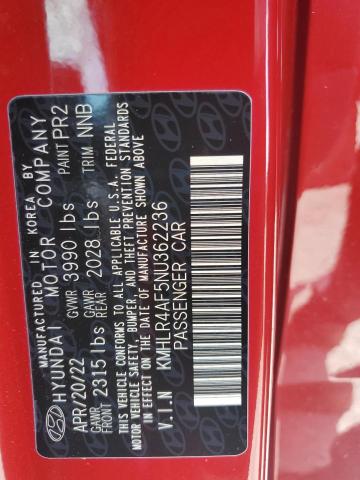 MANUFACTURED IN KOREA BY
HYUNDAI MOTOR COMPANY
APR/20/22 GVWR 3990 lbs PAINT PR2
GAWR FRONT 2315 lbs GAWR REAR 2028 lbs TRIM NNB
THIS VEHICLE CONFORMS TO ALL APPLICABLE U.S.A. FEDERAL
MOTOR VEHICLE SAFETY, BUMPER, AND THEFT PREVENTION STANDARDS
IN EFFECT ON THE DATE OF MANUFACTURE SHOWN ABOVE
V.I.N KMHLR4AF5NU362236
PASSENGER CAR